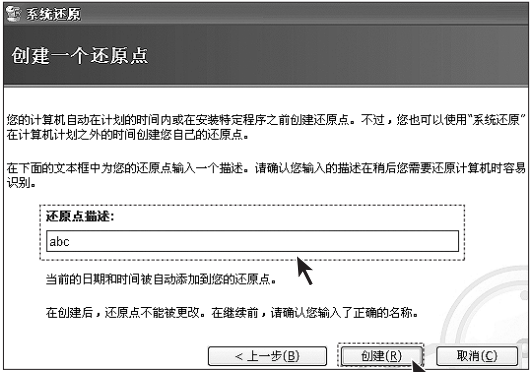 系统还原
创建一个还原点
您的计算机自动在计划的时间内或在安装特定程序之前创建还原点。不过，您也可以使用“系统还原”
在计算机计划之外的时间创建您自己的还原点。
在下面的文本框中为您的还原点输入一个描述。请确认您输入的描述在稍后您需要还原计算机时容易
识别。
还原点描述:
abc
当前的日期和时间被自动添加到您的还原点。
在创建后，还原点不能被更改。在继续前，请确认您输入了正确的名称。
< 上一步(B)
创建(R)
取消(C)